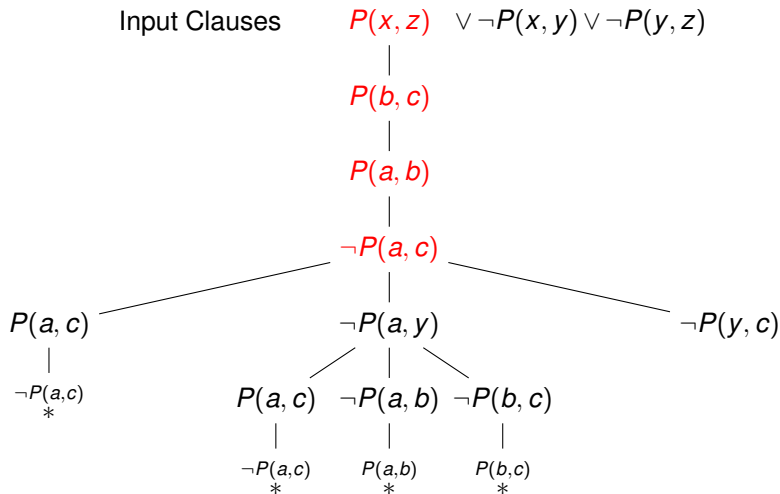 Input Clauses P(x, z) ∨ ¬P(x, y) ∨ ¬P(y, z)
P(b, c)
P(a, b)
¬P(a, c)
P(a, c) ¬P(a, y) ¬P(y, c)
¬P(a,c)
*
P(a, c) ¬P(a, b) ¬P(b, c)
¬P(a,c) P(a,b) P(b,c)
* * *